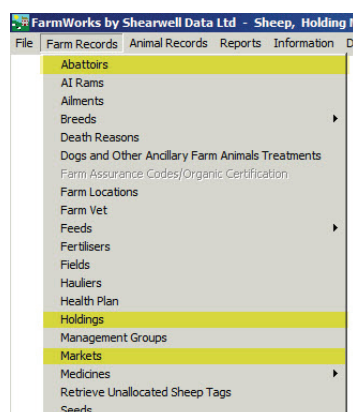 FarmWorks by Shearwell Data Ltd - Sheep, Holding
File Farm Records Animal Records Reports Information
Abattoirs
AI Rams
Ailments
Breeds
Death Reasons
Dogs and Other Ancillary Farm Animals Treatments
Farm Assurance Codes/Organic Certification
Farm Locations
Farm Vet
Feeds
Fertilisers
Fields
Hauliers
Health Plan
Holdings
Management Groups
Markets
Medicines
Retrieve Unallocated Sheep Tags
Seeds